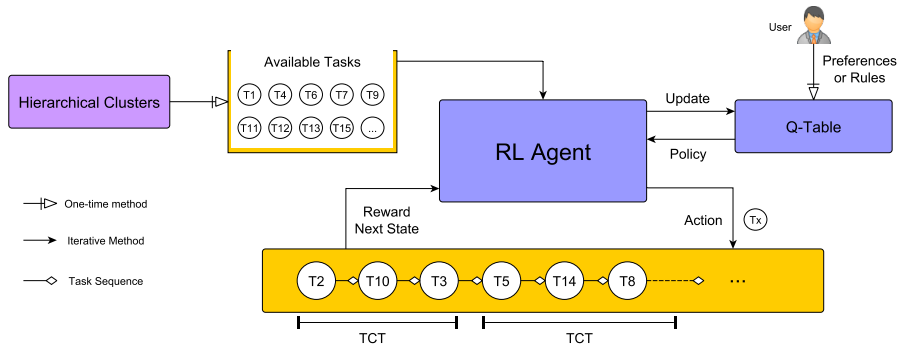 User
Available Tasks
Preferences
or Rules
Hierarchical Clusters
T1 T4 T6 T7 T9
T11 T12 T13 T15 ...
Update
RL Agent
Q-Table
Policy
One-time method
Reward
Next State
Action
Tx
Iterative Method
Task Sequence
T2 T10 T3 T5 T14 T8 ...
TCT TCT